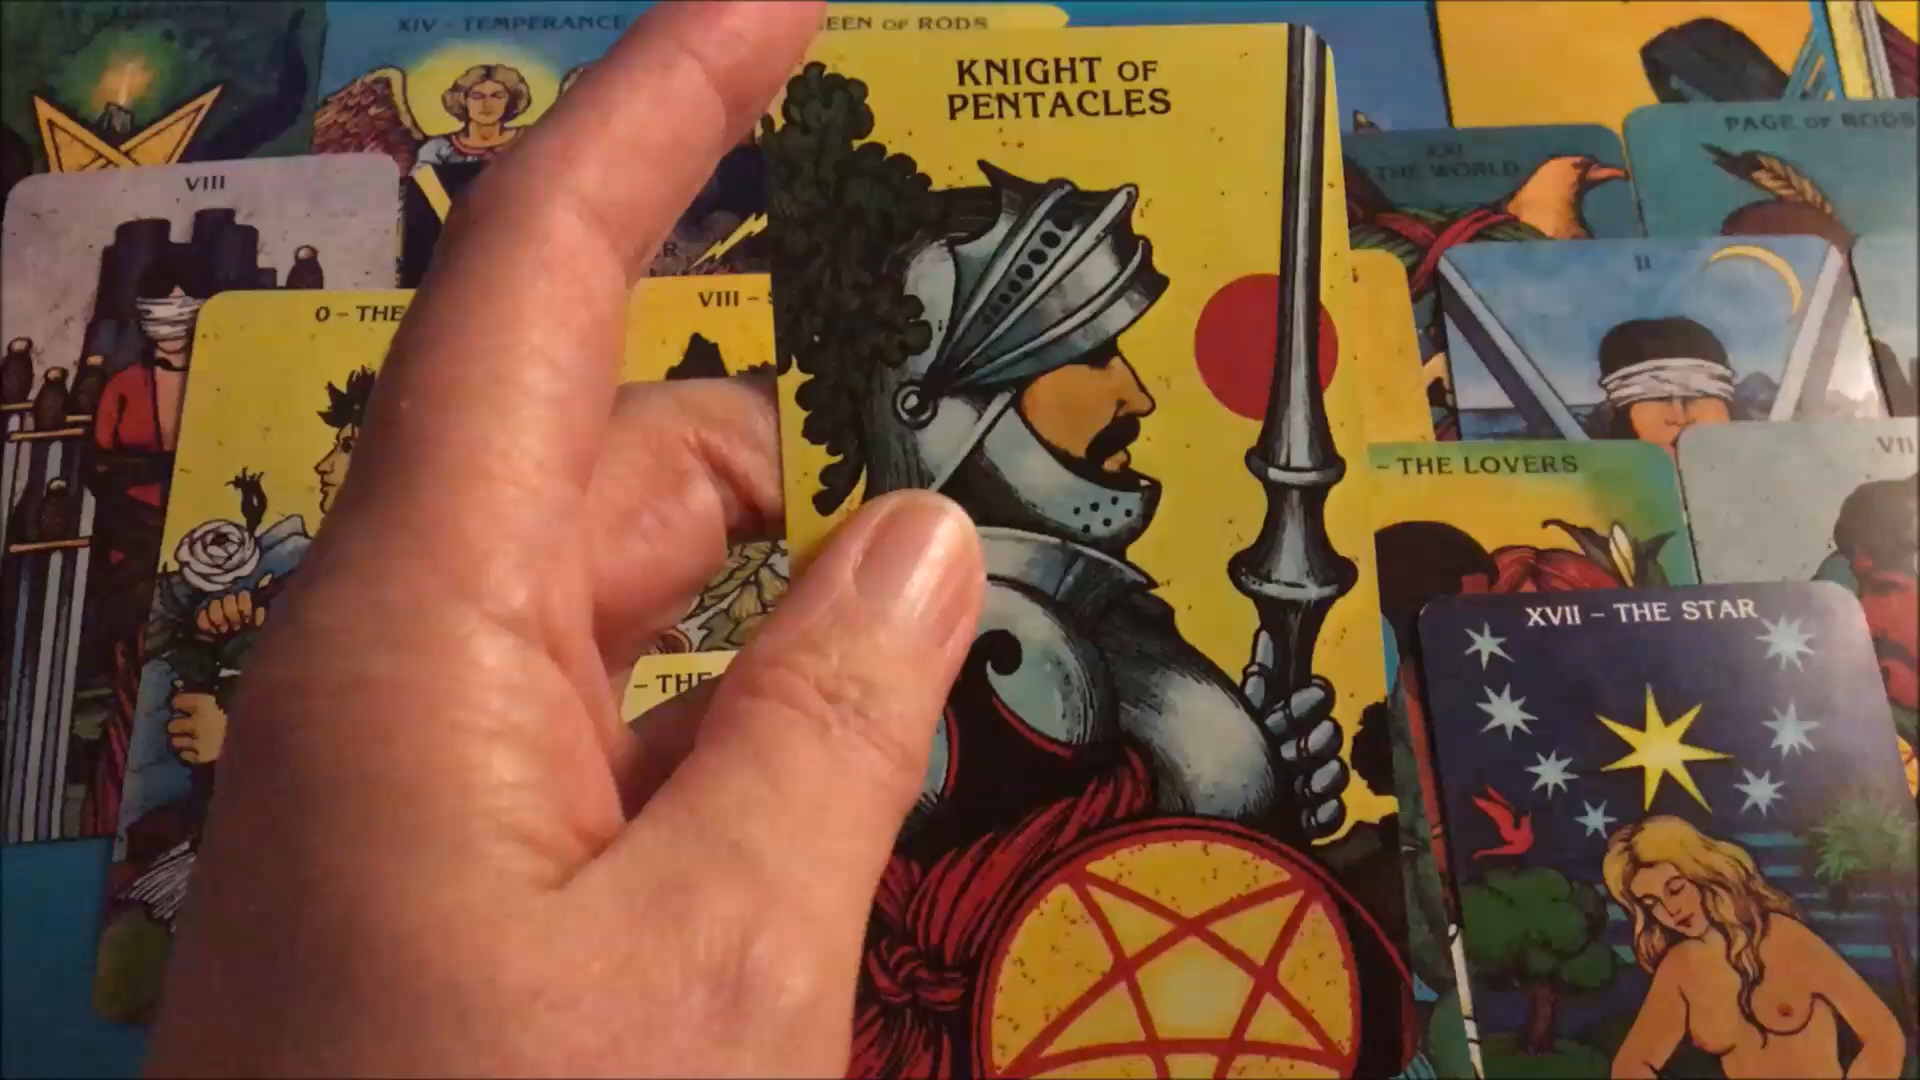 XIV - TEMPERANCE
EEN OF RODS
KNIGHT OF
PENTACLES
PAGE OF RODS
XXI
THE WORLD
VIII
II
0 - THE
VIII -
- THE LOVERS
VII
- THE
XVII - THE STAR